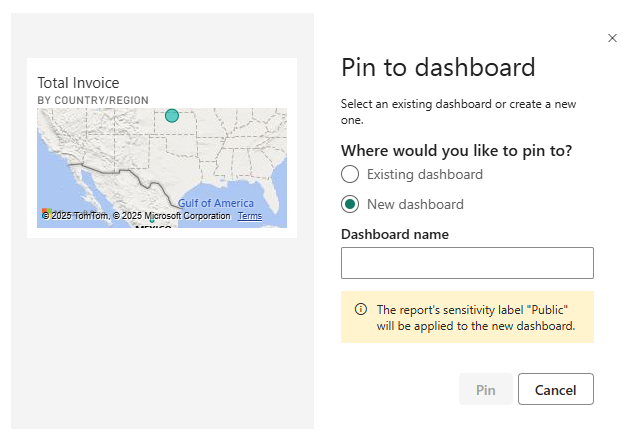 Total Invoice
BY COUNTRY/REGION
Gulf of America
© 2025 TomTom, © 2025 Microsoft Corporation Terms
MEXICO
Pin to dashboard
Select an existing dashboard or create a new
one.
Where would you like to pin to?
Existing dashboard
New dashboard
Dashboard name
The report's sensitivity label "Public"
will be applied to the new dashboard.
Pin
Cancel